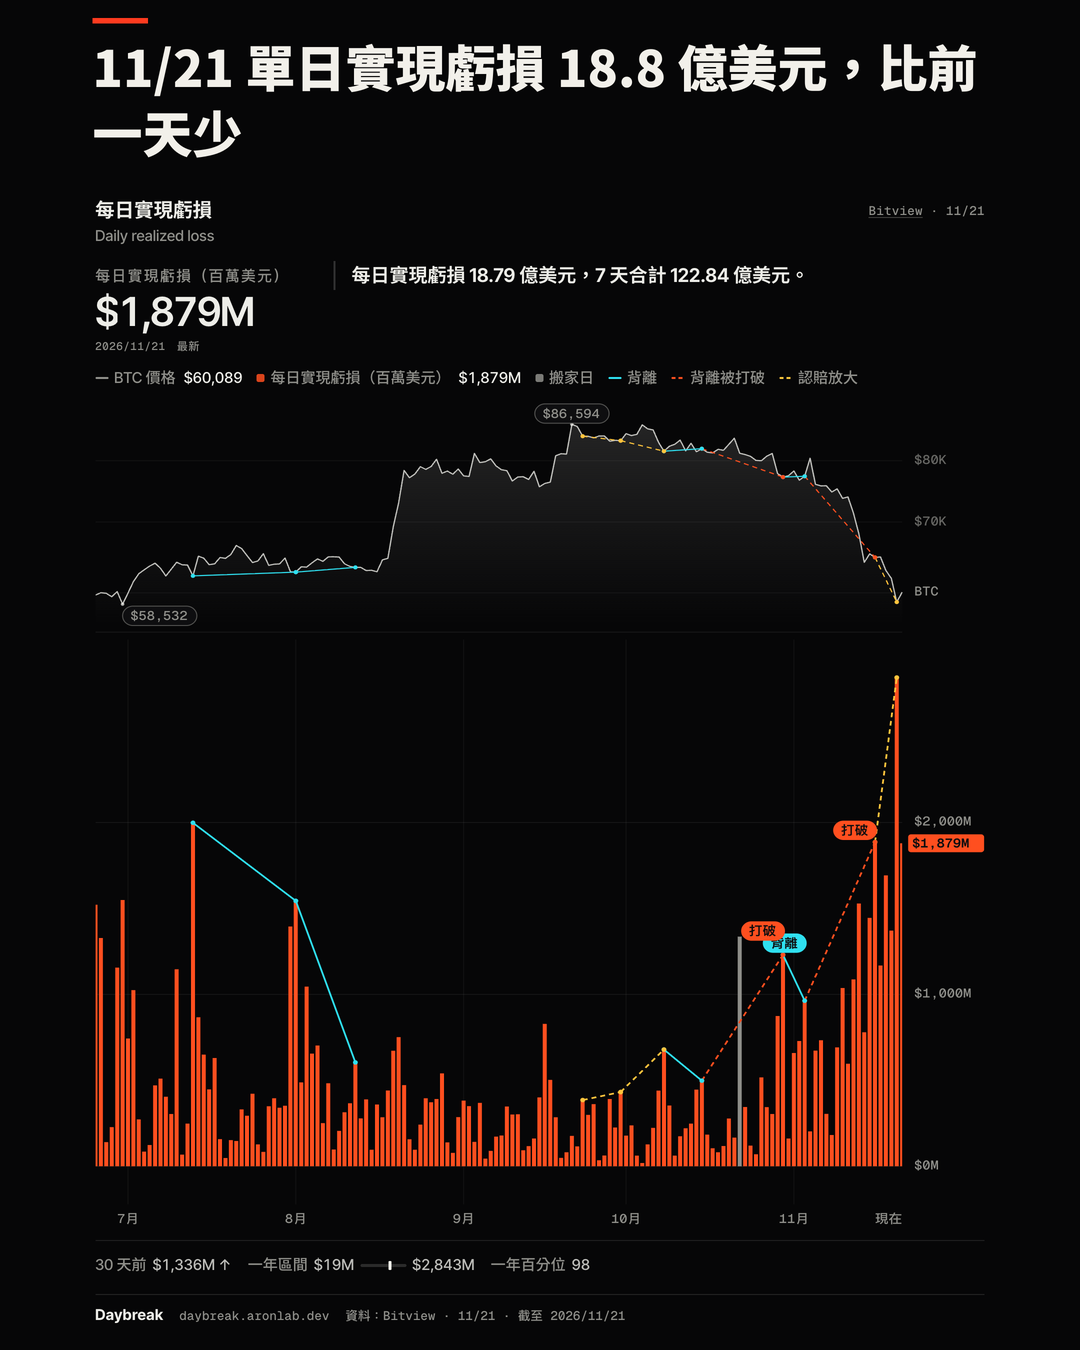 11/21 單日實現虧損 18.8 億美元，比前
一天少
每日實現虧損
Daily realized loss
Bitview · 11/21
每日實現虧損（百萬美元）
$1,879M
2026/11/21 最新
每日實現虧損 18.79 億美元，7 天合計 122.84 億美元。
BTC 價格 $60,089 每日實現虧損（百萬美元） $1,879M 搬家日 背離 背離被打破 認賠放大
$86,594
$80K
$70K
BTC
$58,532
$2,000M
打破
$1,879M
打破
背離
$1,000M
$0M
7月 8月 9月 10月 11月 現在
30 天前 $1,336M ↑ 一年區間 $19M $2,843M 一年百分位 98
Daybreak daybreak.aronlab.dev 資料：Bitview · 11/21 · 截至 2026/11/21